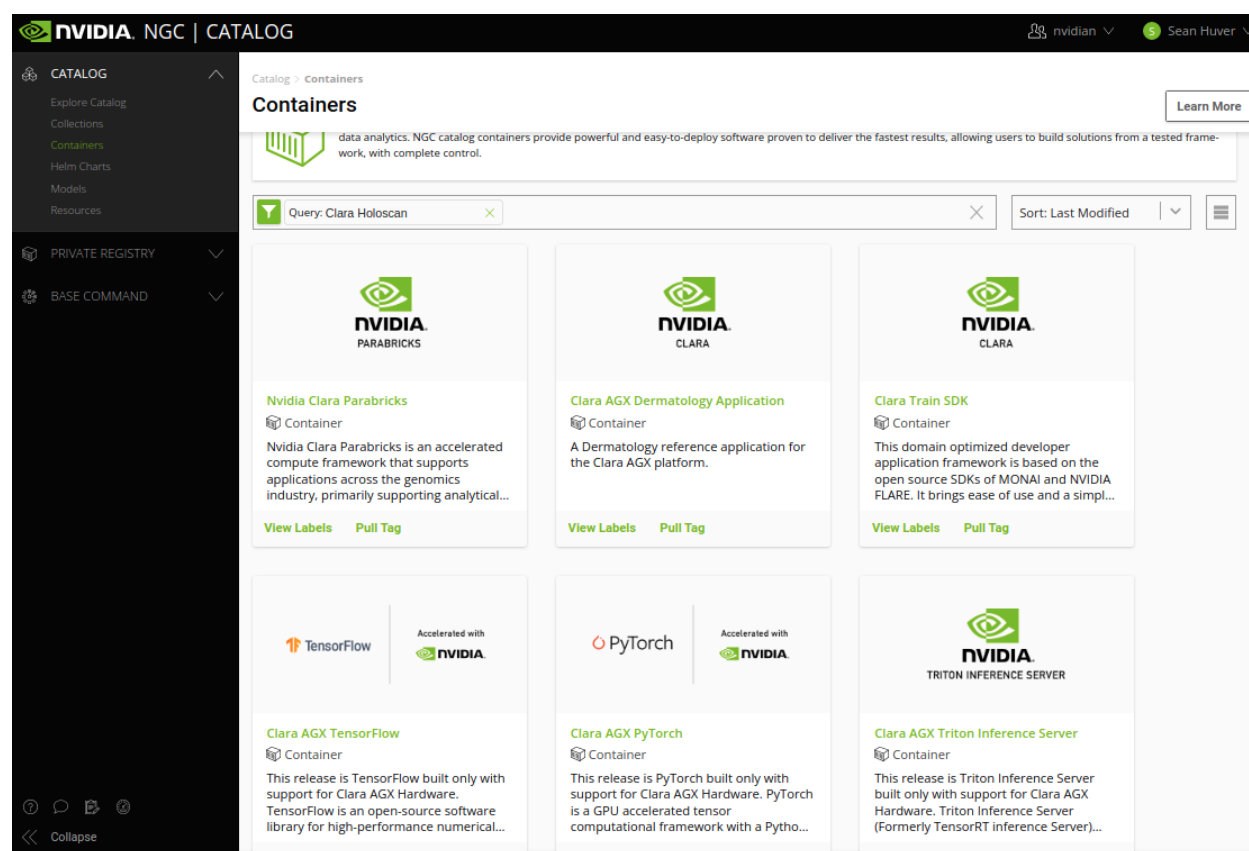 NVIDIA. NGC | CATALOG
nvidian
S
Sean Huver
CATALOG
Explore Catalog
Collections
Containers
Helm Charts
Models
Resources
PRIVATE REGISTRY
BASE COMMAND
Collapse
Catalog > Containers
Containers
Learn More
data analytics. NGC catalog containers provide powerful and easy-to-deploy software proven to deliver the fastest results, allowing users to build solutions from a tested frame-
work, with complete control.
Query: Clara Holoscan
Sort: Last Modified
NVIDIA.
PARABRICKS
Nvidia Clara Parabricks
Container
Nvidia Clara Parabricks is an accelerated
compute framework that supports
applications across the genomics
industry, primarily supporting analytical...
View Labels Pull Tag
NVIDIA.
CLARA
Clara AGX Dermatology Application
Container
A Dermatology reference application for
the Clara AGX platform.
View Labels Pull Tag
NVIDIA.
CLARA
Clara Train SDK
Container
This domain optimized developer
application framework is based on the
open source SDKs of MONAI and NVIDIA
FLARE. It brings ease of use and a simpl...
View Labels Pull Tag
TensorFlow
Accelerated with
NVIDIA.
Clara AGX TensorFlow
Container
This release is TensorFlow built only with
support for Clara AGX Hardware.
TensorFlow is an open-source software
library for high-performance numerical...
PyTorch
Accelerated with
NVIDIA.
Clara AGX PyTorch
Container
This release is PyTorch built only with
support for Clara AGX Hardware. PyTorch
is a GPU accelerated tensor
computational framework with a Pytho...
NVIDIA.
TRITON INFERENCE SERVER
Clara AGX Triton Inference Server
Container
This release is Triton Inference Server
built only with support for Clara AGX
Hardware. Triton Inference Server
(Formerly TensorRT inference Server)...